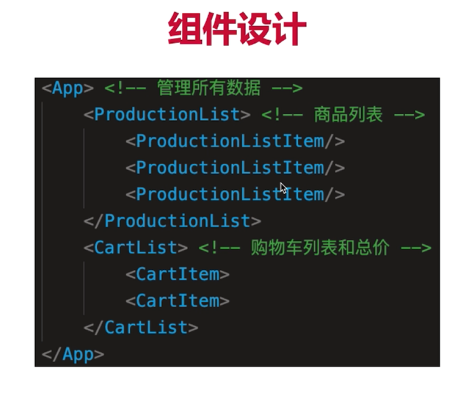 组件设计
<App> <!-- 管理所有数据 -->
<ProductionList> <!-- 商品列表 -->
<ProductionListItem/>
<ProductionListItem/>
<ProductionListItem/>
</ProductionList>
<CartList> <!-- 购物车列表和总价 -->
<CartItem>
<CartItem>
</CartList>
</App>